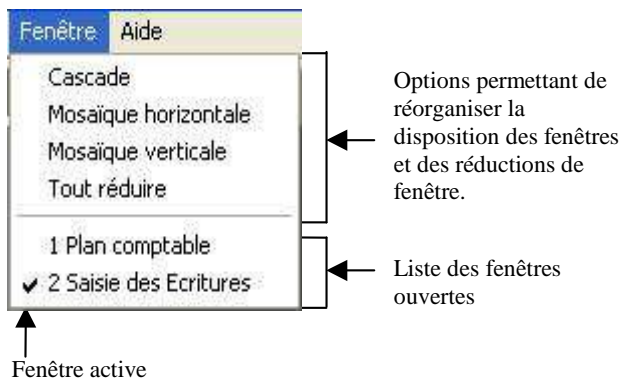 Fenêtre Aide
Cascade
Mosaïque horizontale
Mosaïque verticale
Tout réduire
1 Plan comptable
2 Saisie des Ecritures
Options permettant de
réorganiser la
disposition des fenêtres
et des réductions de
fenêtre.
Liste des fenêtres
ouvertes
Fenêtre active